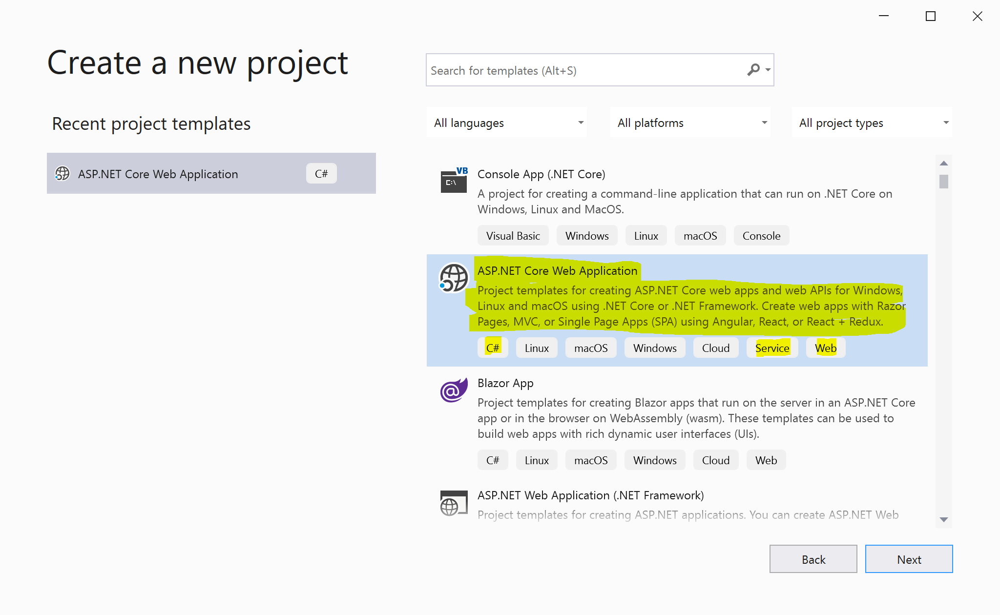 Create a new project
Search for templates (Alt+S)
Recent project templates
All languages
All platforms
All project types
ASP.NET Core Web Application
C#
VB
C:\
Console App (.NET Core)
A project for creating a command-line application that can run on .NET Core on
Windows, Linux and MacOS.
Visual Basic
Windows
Linux
macOS
Console
ASP.NET Core Web Application
Project templates for creating ASP.NET Core web apps and web APIs for Windows,
Linux and macOS using .NET Core or .NET Framework. Create web apps with Razor
Pages, MVC, or Single Page Apps (SPA) using Angular, React, or React + Redux.
C#
Linux
macOS
Windows
Cloud
Service
Web
Blazor App
Project templates for creating Blazor apps that run on the server in an ASP.NET Core
app or in the browser on WebAssembly (wasm). These templates can be used to
build web apps with rich dynamic user interfaces (UIs).
C#
Linux
macOS
Windows
Cloud
Web
ASP.NET Web Application (.NET Framework)
Project templates for creating ASP.NET applications. You can create ASP.NET Web
Back
Next